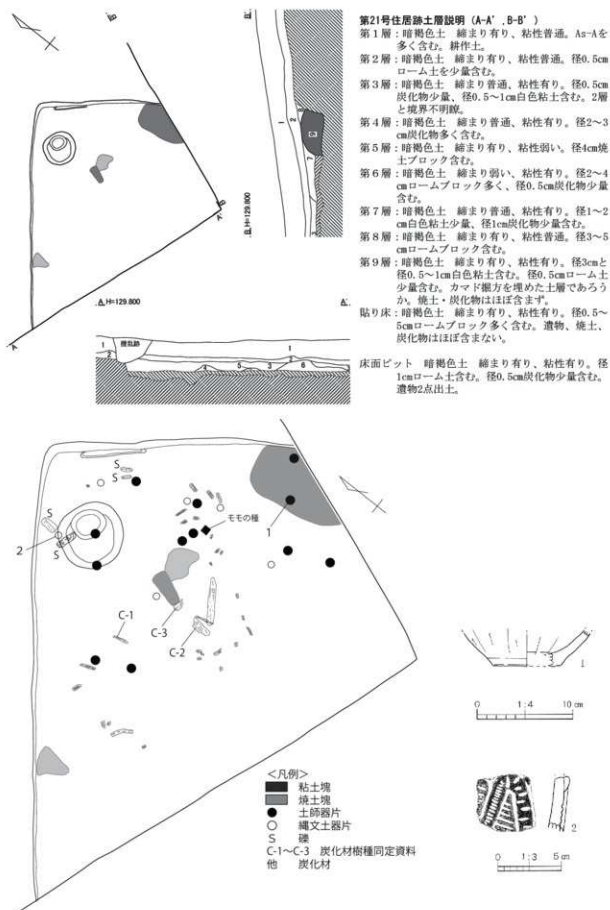 第21号住居跡土層説明（A-A'．B-B'）
第1層：暗褐色土　締まり有り、粘性普通。As-Aを
多く含む。耕作土。
第2層：暗褐色土　締まり有り、粘性普通。径0.5cm
ローム土を少量含む。
第3層：暗褐色土　締まり普通、粘性有り。径0.5cm
炭化物少量、径0.5～1cm白色粘土含む。2層
と境界不明瞭。
第4層：暗褐色土　締まり普通、粘性有り。径2～3
cm炭化物多く含む。
第5層：暗褐色土　締まり有り、粘性弱い。径4cm焼
土ブロック含む。
第6層：暗褐色土　締まり弱い、粘性有り。径2～4
cmロームブロック多く、径0.5cm炭化物少量
含む。
第7層：暗褐色土　締まり普通、粘性有り。径1～2
cm白色粘土少量、径1cm炭化物少量含む。
第8層：暗褐色土　締まり有り、粘性普通。径3～5
cmロームブロック含む。
第9層：暗褐色土　締まり有り、粘性有り。径3cmと
径0.5～1cm白色粘土含む。径0.5cmローム土
少量含む。カマド掘方を埋めた土層であろう
か。焼土・炭化物はほぼ含まず。
貼り床：暗褐色土　締まり有り、粘性有り。径0.5～
5cmロームブロック多く含む。遺物、焼土、
炭化物はほぼ含まない。
床面ピット　暗褐色土　締まり有り、粘性有り。径
1cmローム土含む。径0.5cm炭化物少量含む。
遺物2点出土。
B
A'
B' H=129.800
1
2
7
A H=129.800
A'
A
1
2
1
2
4
5
3
6
3
S
S
S
2
S
モモの種
1
C-1
C-3
C-2
<凡例>
粘土塊
焼土塊
土師器片
縄文土器片
S 礫
C-1～C-3 炭化材樹種同定資料
他 炭化材
1
0 1:4 10 cm
2
0 1:3 5 cm